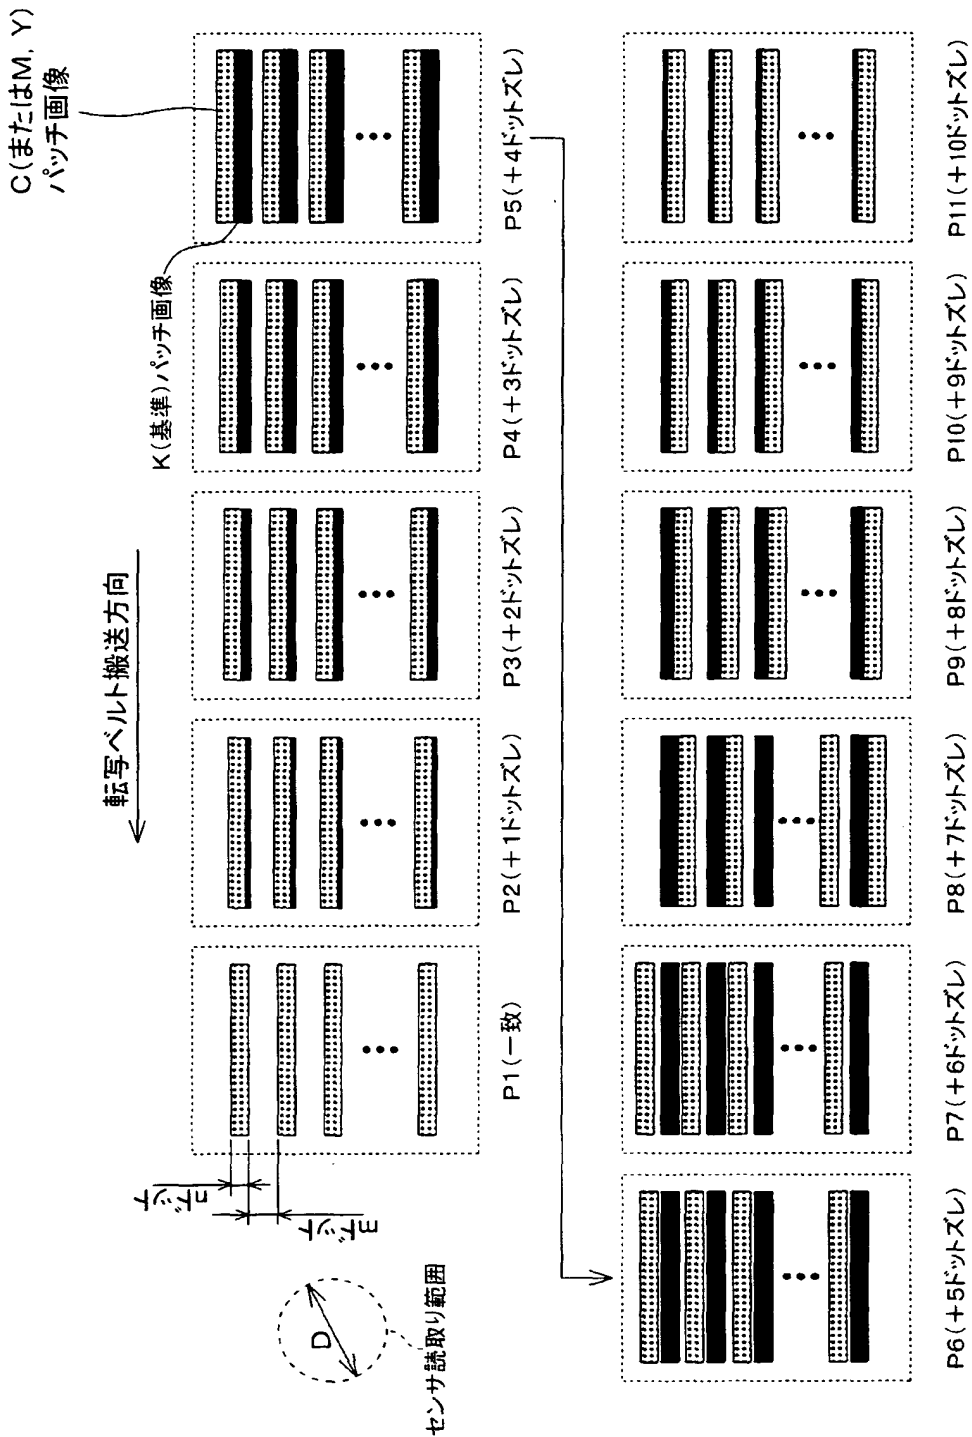 C(またはM, Y)
パッチ画像
K(基準)パッチ画像
転写ベルト搬送方向
nドット
mドット
D
センサ読取り範囲
P1(一致)
P2(+1ドットズレ)
P3(+2ドットズレ)
P4(+3ドットズレ)
P5(+4ドットズレ)
P6(+5ドットズレ)
P7(+6ドットズレ)
P8(+7ドットズレ)
P9(+8ドットズレ)
P10(+9ドットズレ)
P11(+10ドットズレ)